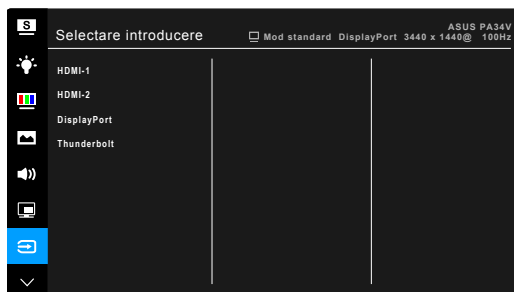 S
ASUS PA34V
Selectare introducere
Mod standard DisplayPort 3440 x 1440@ 100Hz
HDMI-1
HDMI-2
DisplayPort
Thunderbolt